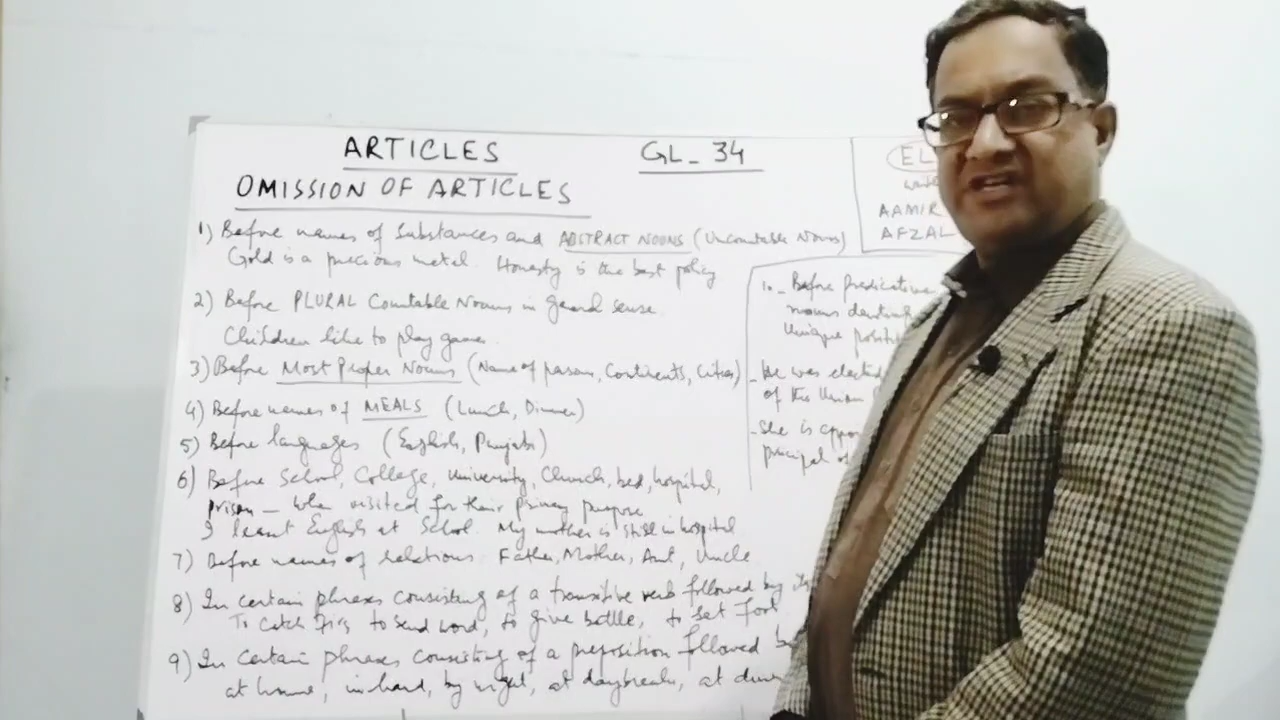 ARTICLES
GL_34
OMISSION OF ARTICLES
1) Before names of Substances and ABSTRACT NOUNS (Uncountable Nouns)
Gold is a precious metal. Honesty is the best policy
2) Before PLURAL Countable Nouns in sense.
Children like to play games
3) Before Most Proper Nouns (Name of persons, Continents, Cities)
4) Before names of MEALS (Lunch, Dinner)
5) Before languages (English, Punjabi)
6) Before School, College, University, Church, bed, hospital,
prison – when visited for their primary purpose
I learnt English at School. My mother is still in hospital
7) Before names of relations. Father, Mother, Aunt, Uncle
8) In certain phrases consisting of a transitive verb followed by
To catch fire, to send word, to give battle, to set foot
9) In certain phrases consisting of a preposition followed
at home, in hand, by night, at daybreak, at
EL
with
AAMIR
AFZAL
10_ Before predicative
nouns denoting
Unique
- He was elected
of the Union
- She is
principal of